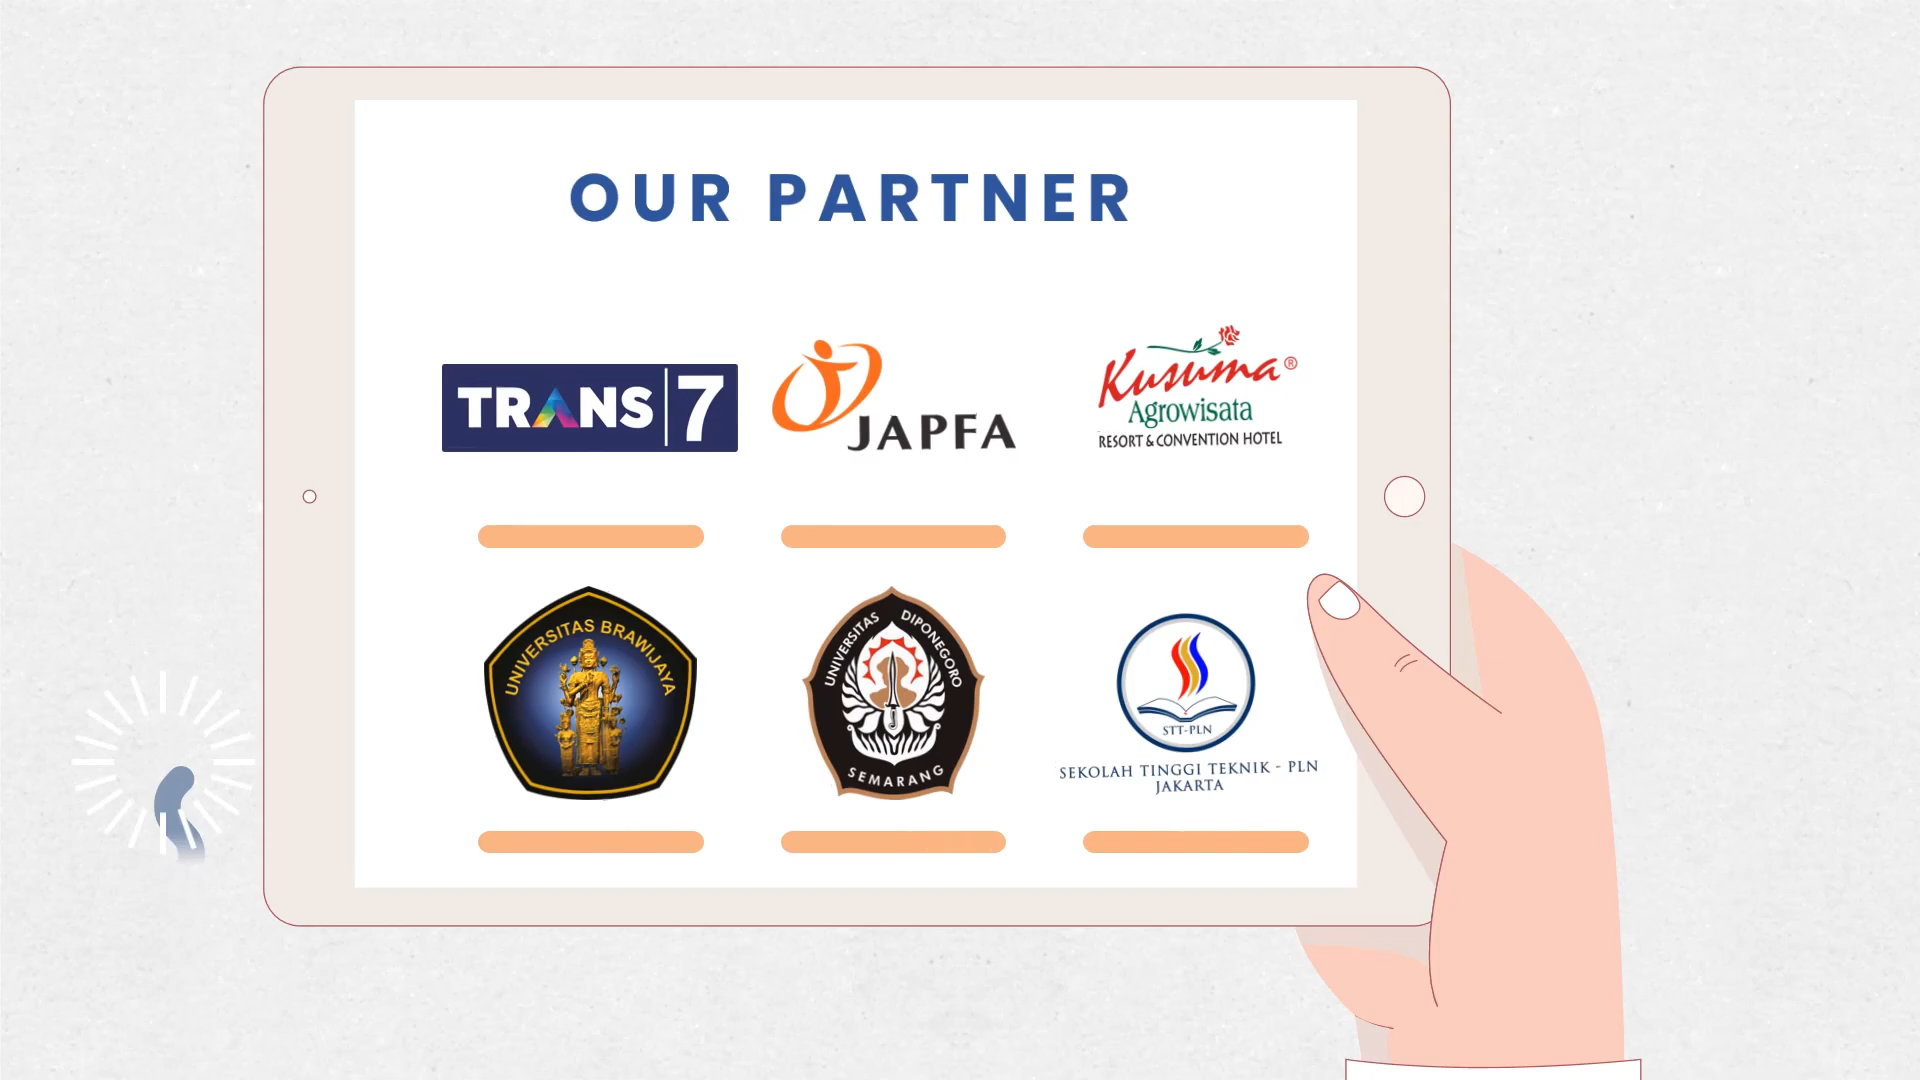 OUR PARTNER
TRANS|7
JAPFA
Kusuma®
Agrowisata
RESORT & CONVENTION HOTEL
UNIVERSITAS BRAWIJAYA
UNIVERSITAS DIPONEGORO
SEMARANG
STT-PLN
SEKOLAH TINGGI TEKNIK - PLN
JAKARTA